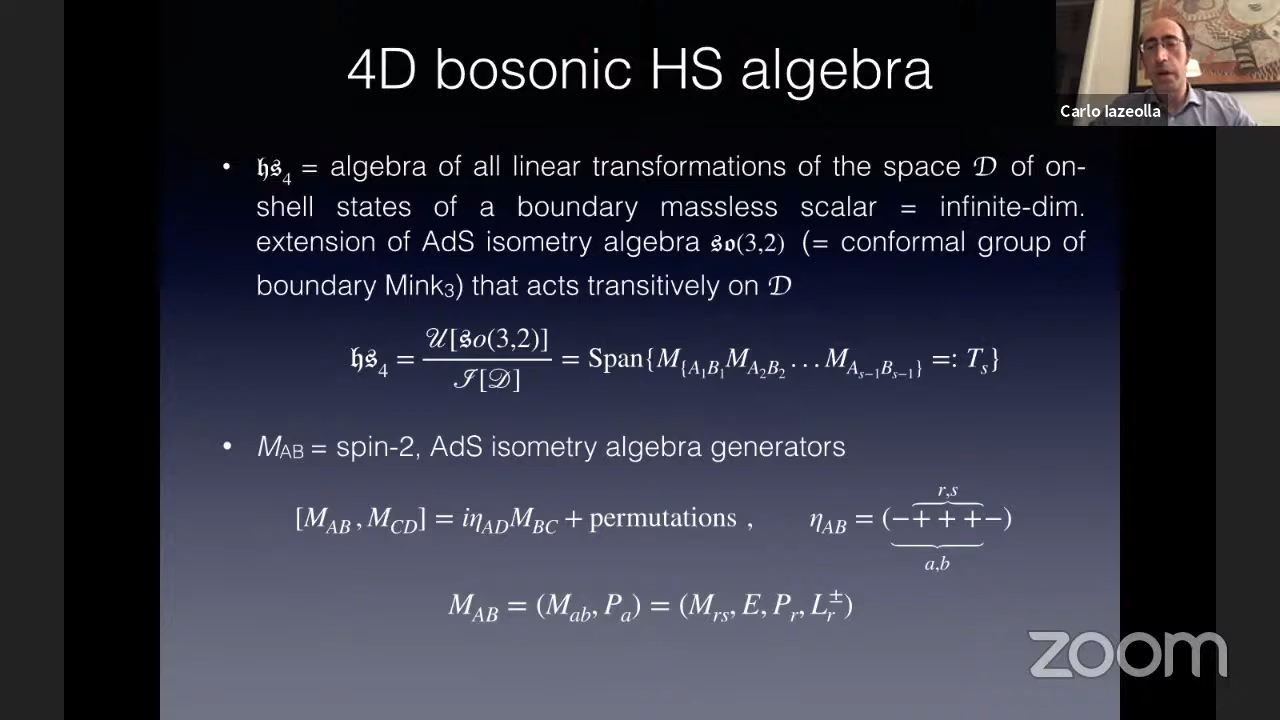 4D bosonic HS algebra
Carlo Iazeolla
• 𝔥𝔰₄ = algebra of all linear transformations of the space 𝒟 of on-
shell states of a boundary massless scalar = infinite-dim.
extension of AdS isometry algebra 𝔰𝔬(3,2) (= conformal group of
boundary Mink₃) that acts transitively on 𝒟
𝔥𝔰₄ = 𝒰[𝔰o(3,2)] / ℐ[𝒟] = Span{M_{{A₁B₁} M_{A₂B₂} … M_{A_{s−1}B_{s−1}}} =: T_s}
• M_AB = spin-2, AdS isometry algebra generators
r,s
[M_AB , M_CD] = iη_AD M_BC + permutations , η_AB = (−+ + +−)
a,b
M_AB = (M_ab, P_a) = (M_rs, E, P_r, L_r^±)
zoom